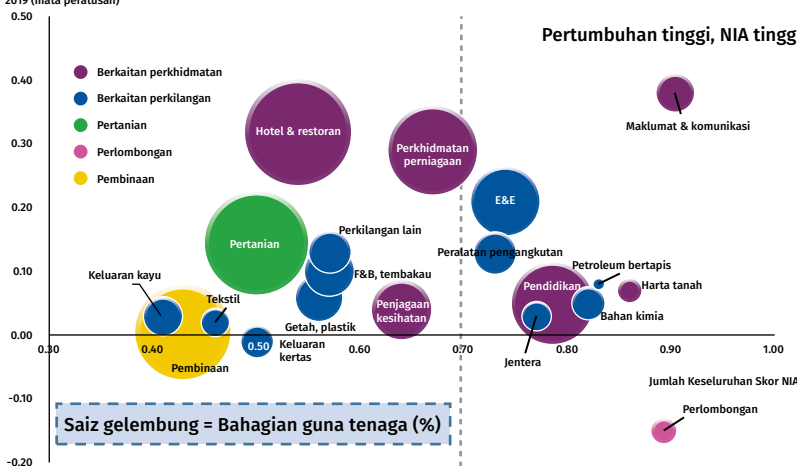 2019 (mata peratusan)
0.50
Pertumbuhan tinggi, NIA tingg
0.40
Berkaitan perkhidmatan
Berkaitan perkilangan
Pertanian
Perlombongan
Pembinaan
Maklumat & komunikasi
Hotel & restoran
0.30
Perkhidmatan
perniagaan
0.20
E&E
Perkilangan lain
Pertanian
Peralatan pengangkutan
Petroleum bertapis
0.10
Keluaran kayu
F&B, tembakau
Tekstil
Pendidikan
Harta tanah
Penjagaan
kesihatan
Bahan kimia
Getah, plastik
0.00
0.30
0.40
0.50
0.60
0.70
0.80
0.90
1.00
Keluaran
kertas
Jentera
Pembinaan
Jumlah Keseluruhan Skor NIA
-0.10
Perlombongan
Saiz gelembung = Bahagian guna tenaga (%)
-0.20